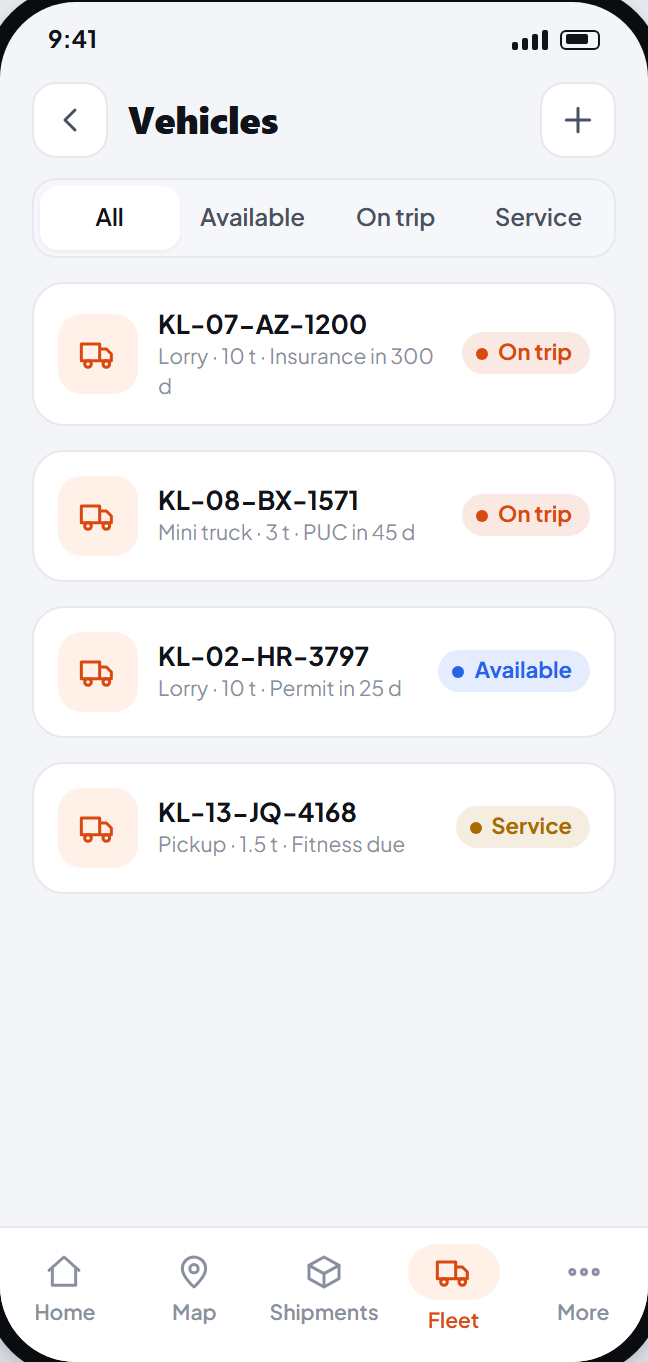 9:41
Vehicles
All Available On trip Service
KL-07-AZ-1200
Lorry · 10 t · Insurance in 300
d
On trip
KL-08-BX-1571
Mini truck · 3 t · PUC in 45 d
On trip
KL-02-HR-3797
Lorry · 10 t · Permit in 25 d
Available
KL-13-JQ-4168
Pickup · 1.5 t · Fitness due
Service
Home Map Shipments Fleet More